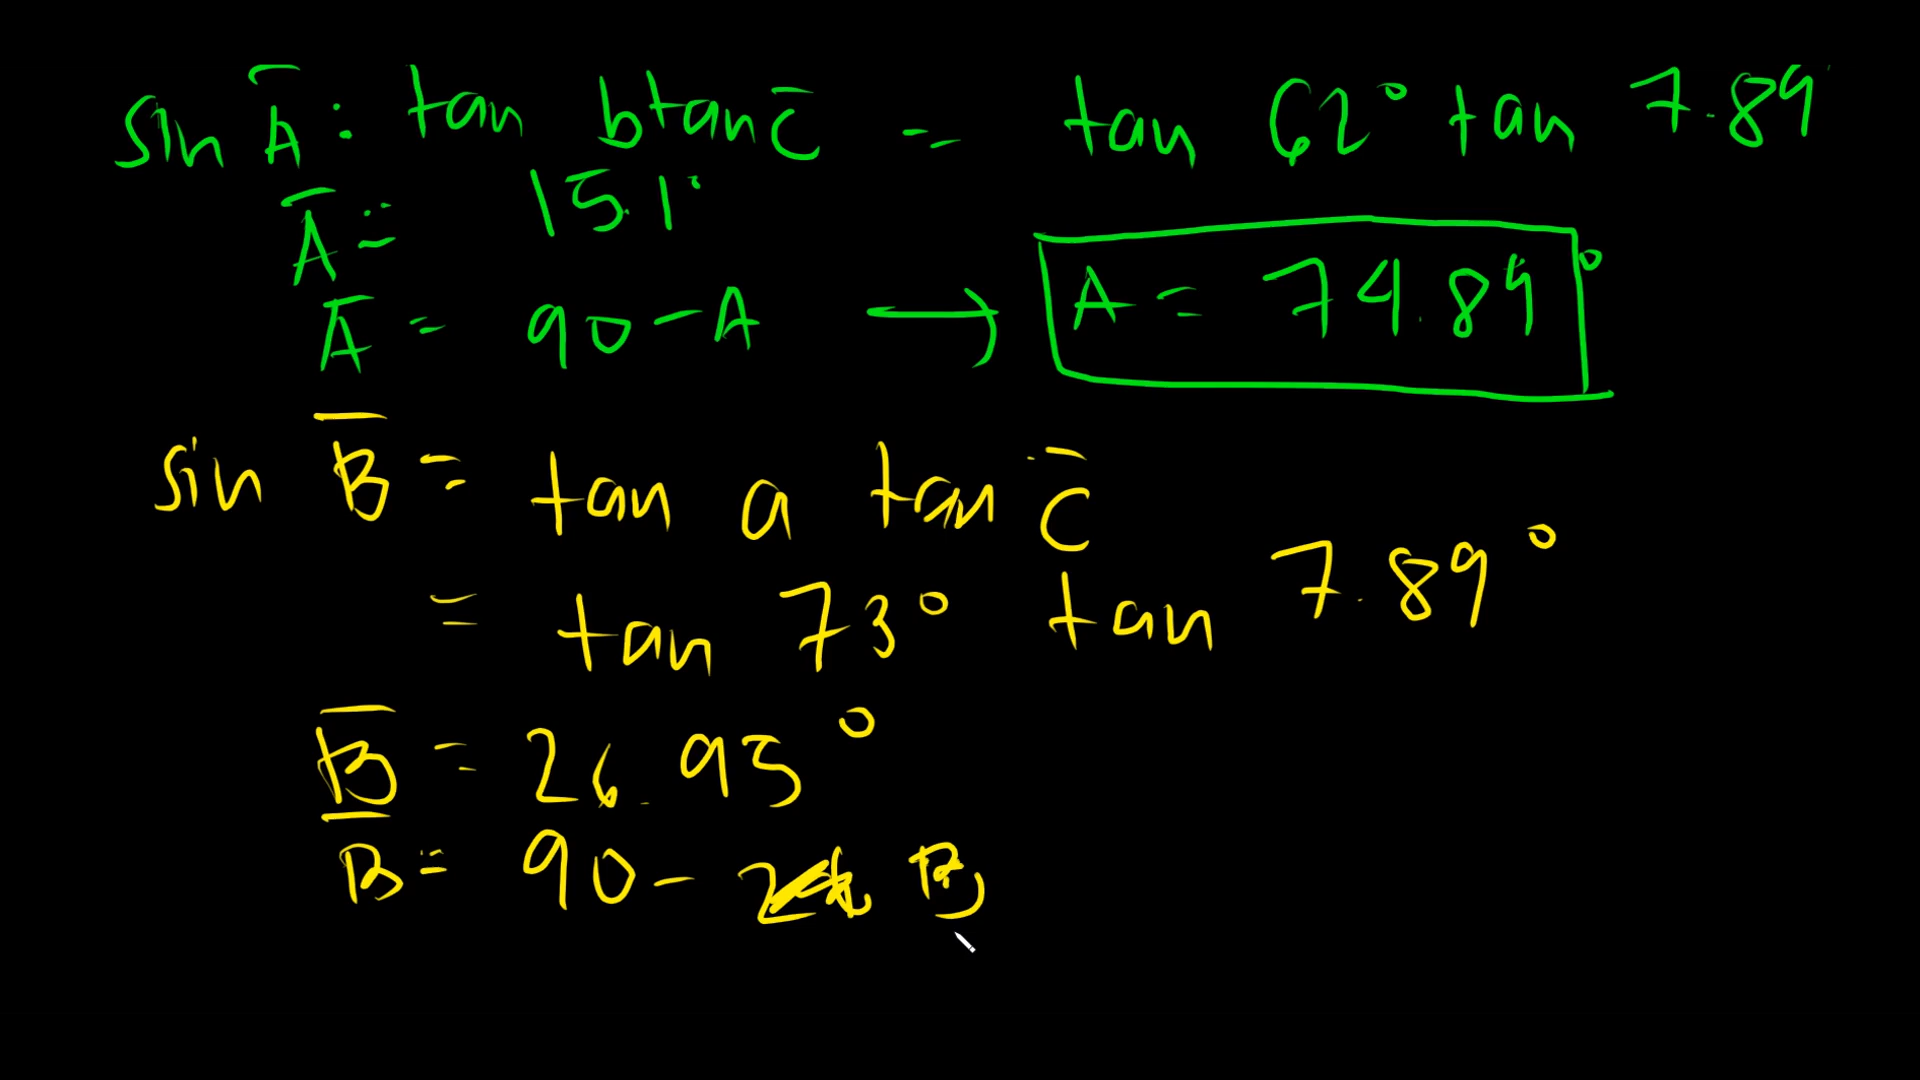 sin A̅ : tan b tan c̅ = tan 62° tan 7.89
A̅ = 15.1°
A̅ = 90 - A → A = 74.89°
sin B̅ = tan a tan c̅
= tan 73° tan 7.89°
B̅ = 26.95°
B̅ = 90 - B